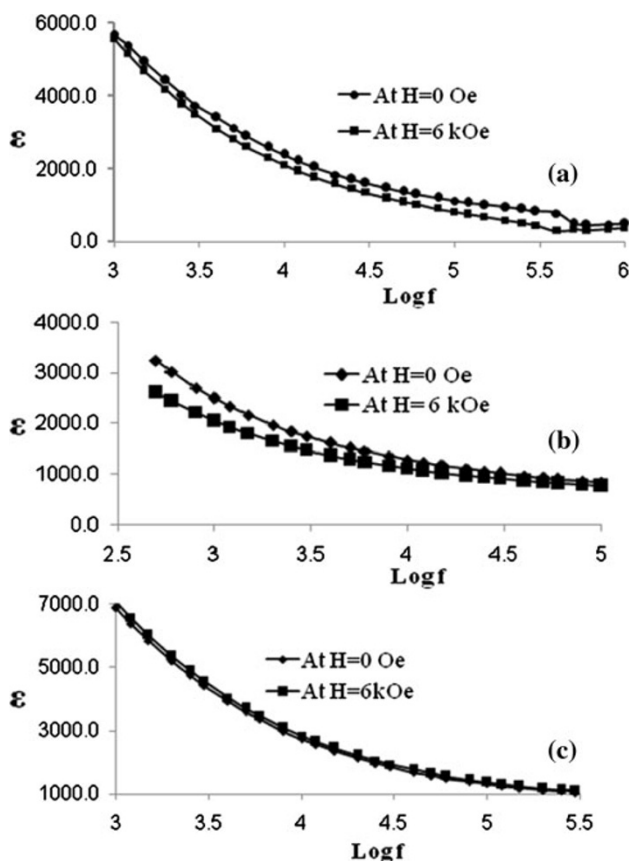 6000.0
4000.0
2000.0
0.0
ε
At H=0 Oe
At H=6 kOe
(a)
3 3.5 4 4.5 5 5.5 6
Logf
4000.0
3000.0
2000.0
1000.0
0.0
ε
At H=0 Oe
At H=6 kOe
(b)
2.5 3 3.5 4 4.5 5
Logf
7000.0
5000.0
3000.0
1000.0
ε
At H=0 Oe
At H=6kOe
(c)
3 3.5 4 4.5 5 5.5
Logf